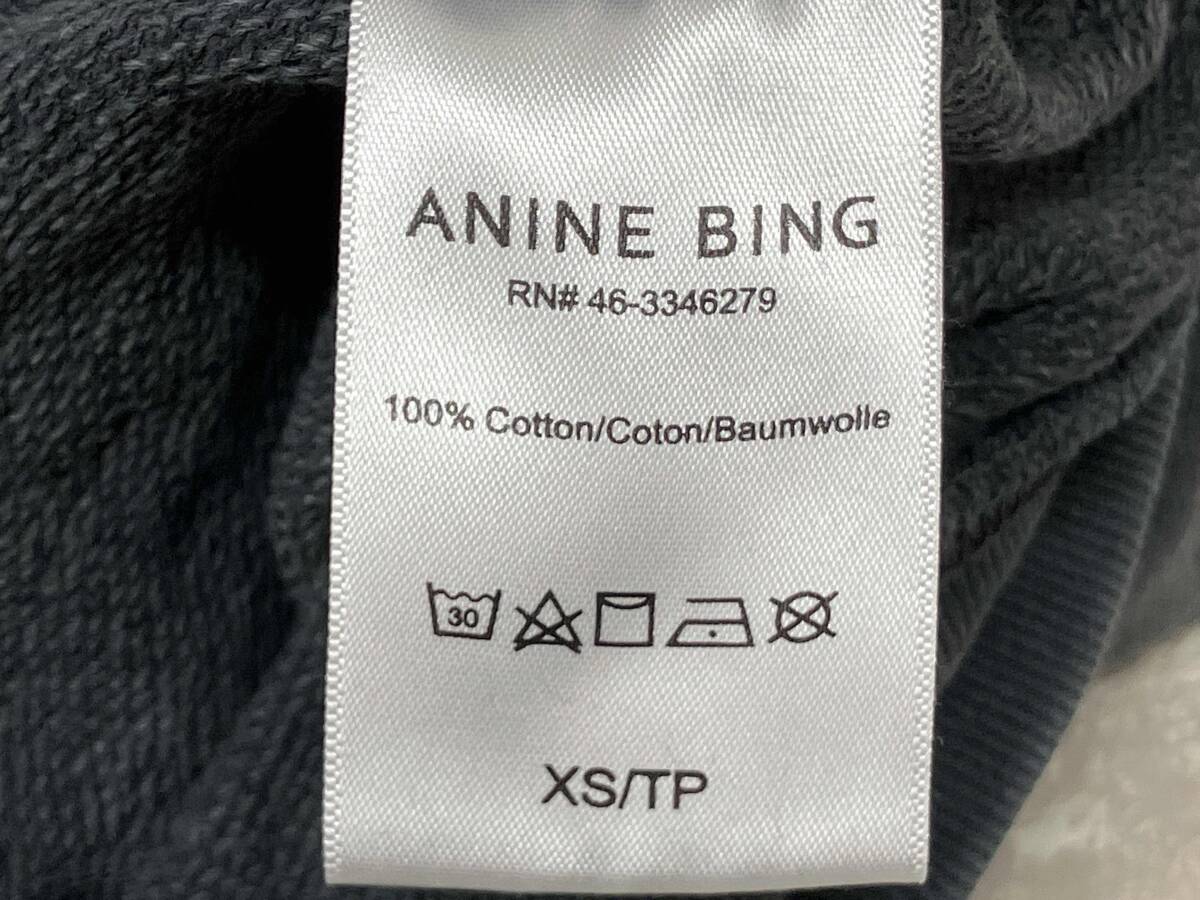 ANINE BING
RN# 46-3346279
100% Cotton/Coton/Baumwolle
30
XS/TP